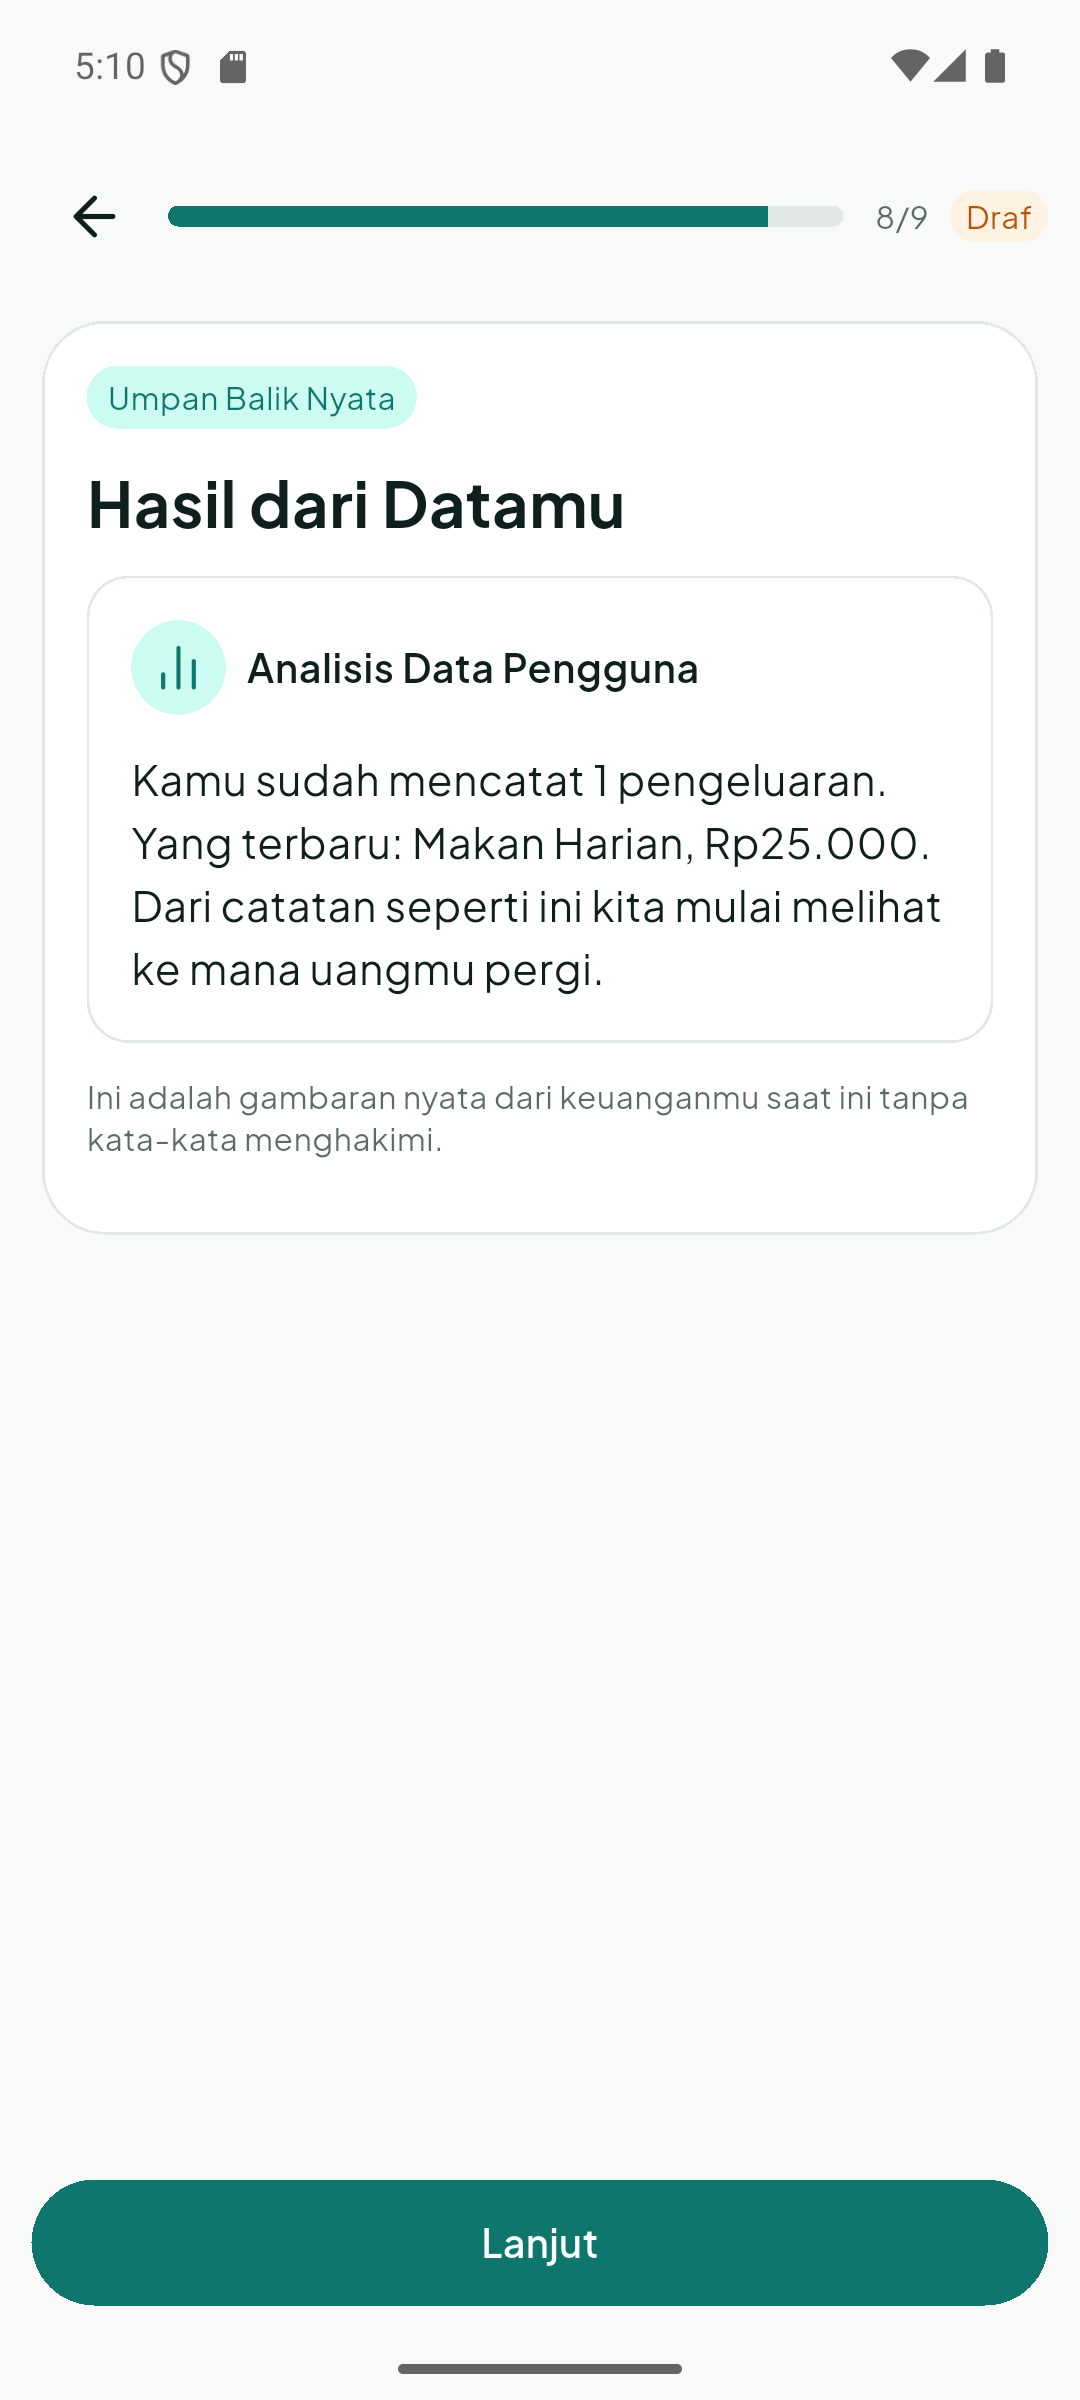 5:10
8/9
Draf
Umpan Balik Nyata
Hasil dari Datamu
Analisis Data Pengguna
Kamu sudah mencatat 1 pengeluaran.
Yang terbaru: Makan Harian, Rp25.000.
Dari catatan seperti ini kita mulai melihat
ke mana uangmu pergi.
Ini adalah gambaran nyata dari keuanganmu saat ini tanpa
kata-kata menghakimi.
Lanjut